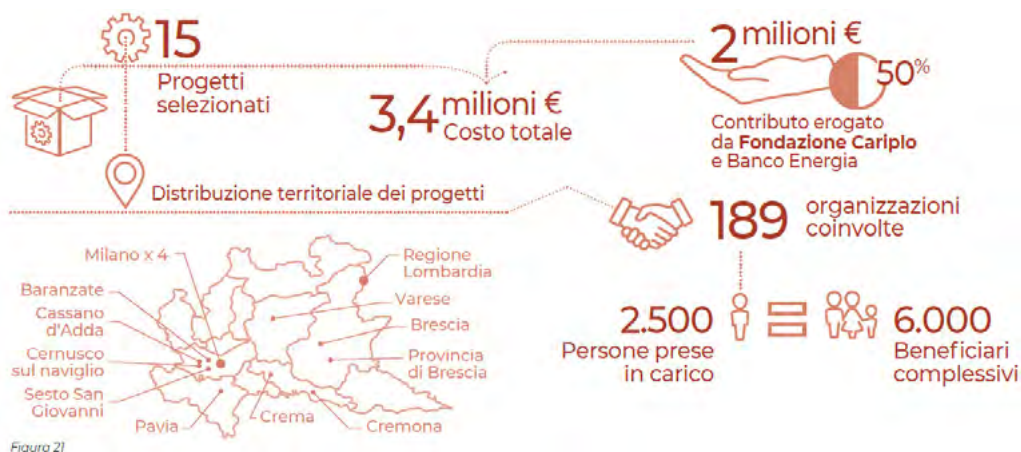 15
Progetti
selezionati
3,4 milioni €
Costo totale
2 milioni €
50%
Contributo erogato
da Fondazione Cariplo
e Banco Energia
Distribuzione territoriale dei progetti
189 organizzazioni
coinvolte
Milano x 4
Baranzate
Cassano
d'Adda
Cernusco
sul naviglio
Sesto San
Giovanni
Pavia
Crema
Cremona
Regione
Lombardia
Varese
Brescia
Provincia
di Brescia
2.500
Persone prese
in carico
6.000
Beneficiari
complessivi
Figura 21